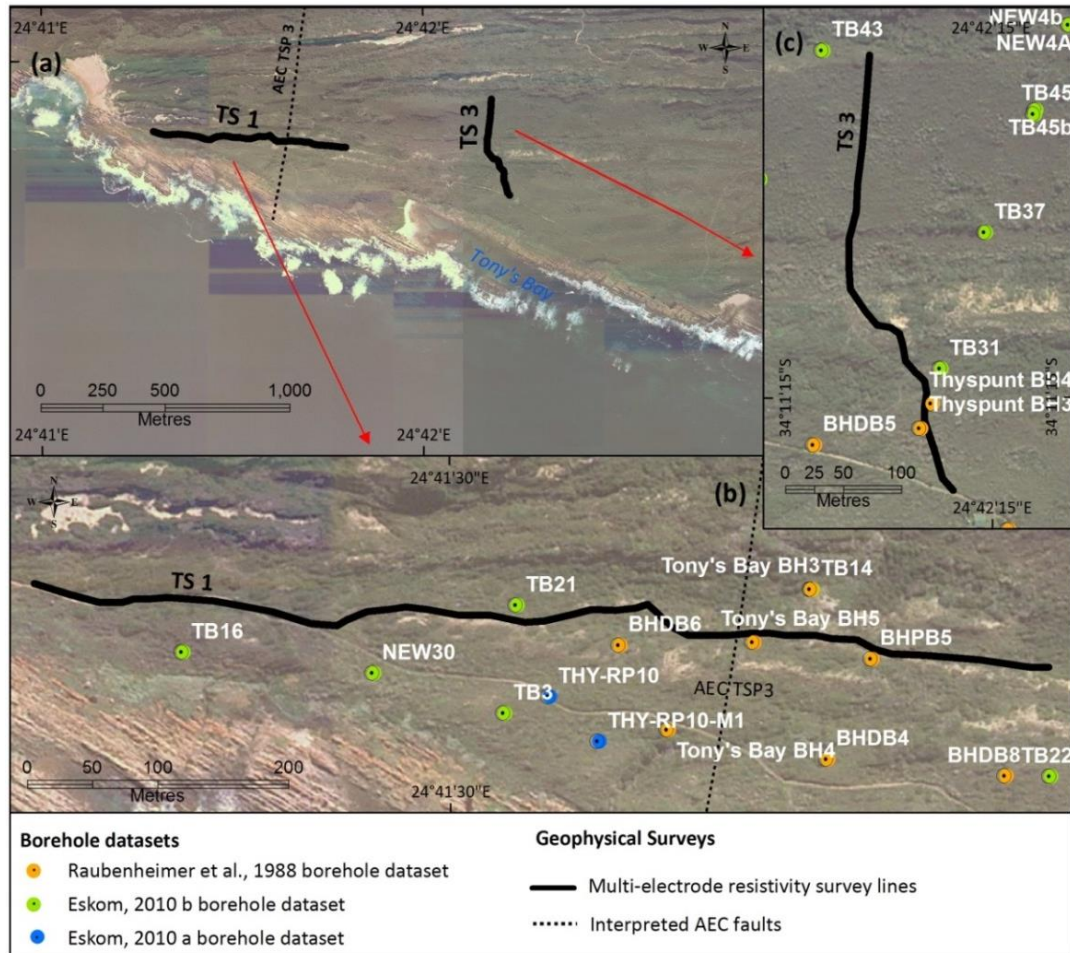 24°41'E
24°42'E
(a)
AEC TSP 3
N
W E
S
TS 1
TS 3
Tony's Bay
0 250 500 1,000
Metres
24°41'E
24°42'E
(c)
TB43
24°42'15"E
NEW4b
NEW4A
TB45
TB45b
TS 3
TB37
TB31
Thyspunt BH4
Thyspunt BH3
BHDB5
34°11'15"S
34°11'15"S
0 25 50 100
Metres
N
W E
S
24°42'15"E
24°41'30"E
(b)
N
W E
S
TS 1
TB21
Tony's Bay BH3
TB14
TB16
BHDB6
Tony's Bay BH5
BHPB5
NEW30
THY-RP10
TB3
AEC TSP3
THY-RP10-M1
Tony's Bay BH4
BHDB4
BHDB8
TB22
0 50 100 200
Metres
24°41'30"E
Borehole datasets
Raubenheimer et al., 1988 borehole dataset
Eskom, 2010 b borehole dataset
Eskom, 2010 a borehole dataset
Geophysical Surveys
Multi-electrode resistivity survey lines
Interpreted AEC faults